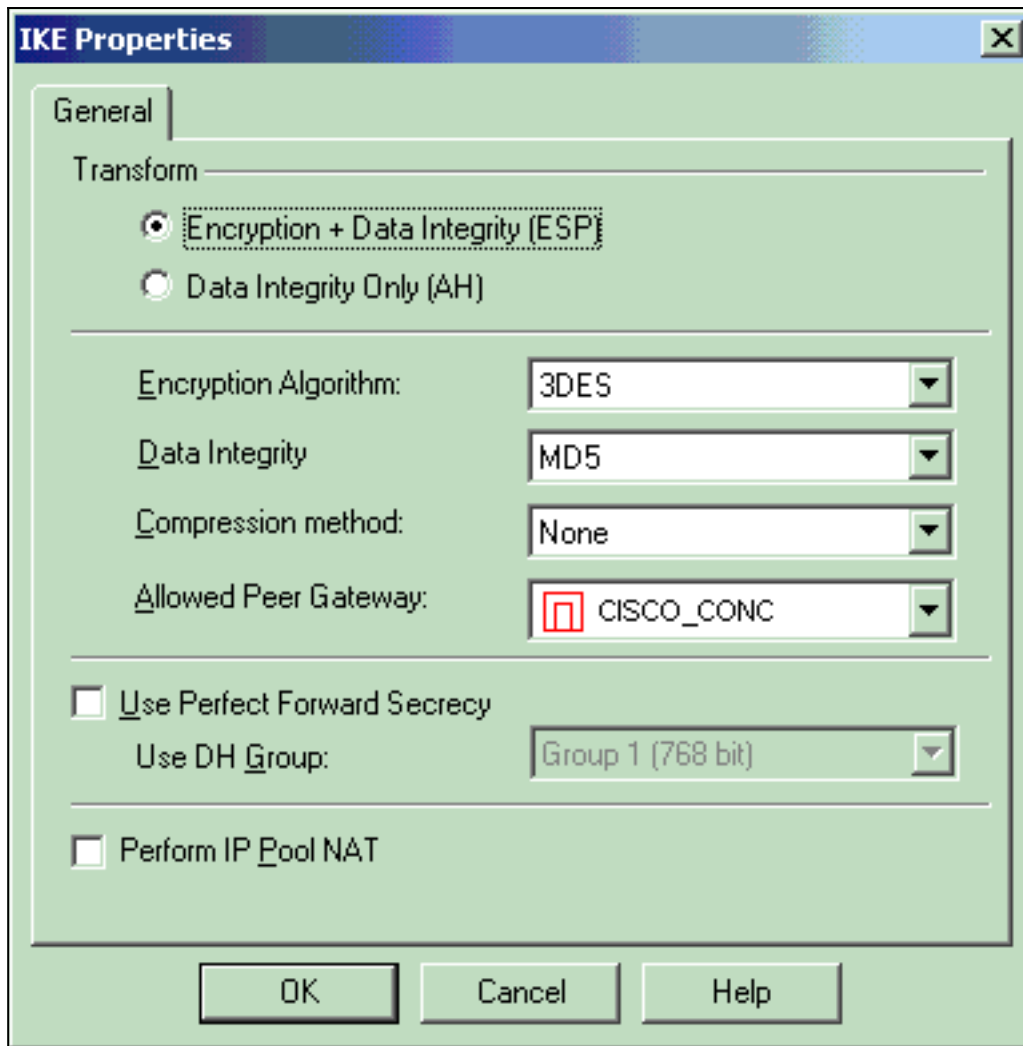 IKE Properties
General
Transform
Encryption + Data Integrity (ESP)
Data Integrity Only (AH)
Encryption Algorithm: 3DES
Data Integrity MD5
Compression method: None
Allowed Peer Gateway: CISCO_CONC
Use Perfect Forward Secrecy
Use DH Group: Group 1 (768 bit)
Perform IP Pool NAT
OK Cancel Help